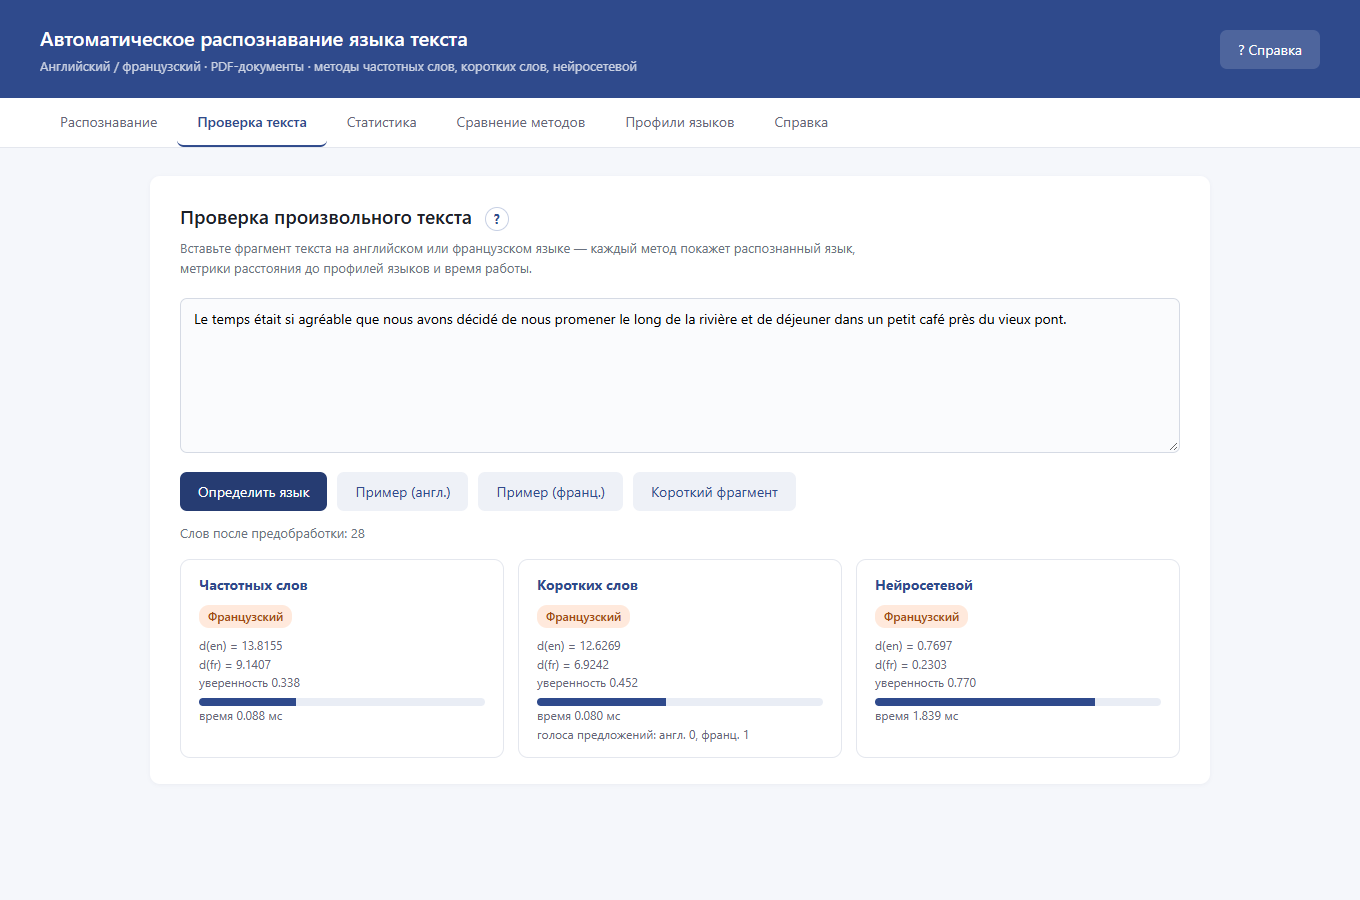 Автоматическое распознавание языка текста
Английский / французский · PDF-документы · методы частотных слов, коротких слов, нейросетевой
? Справка
Распознавание Проверка текста Статистика Сравнение методов Профили языков Справка
Проверка произвольного текста ?
Вставьте фрагмент текста на английском или французском языке — каждый метод покажет распознанный язык,
метрики расстояния до профилей языков и время работы.
Le temps était si agréable que nous avons décidé de nous promener le long de la rivière et de déjeuner dans un petit café près du vieux pont.
Определить язык Пример (англ.) Пример (франц.) Короткий фрагмент
Слов после предобработки: 28
Частотных слов
Французский
d(en) = 13.8155
d(fr) = 9.1407
уверенность 0.338
время 0.088 мс
Коротких слов
Французский
d(en) = 12.6269
d(fr) = 6.9242
уверенность 0.452
время 0.080 мс
голоса предложений: англ. 0, франц. 1
Нейросетевой
Французский
d(en) = 0.7697
d(fr) = 0.2303
уверенность 0.770
время 1.839 мс